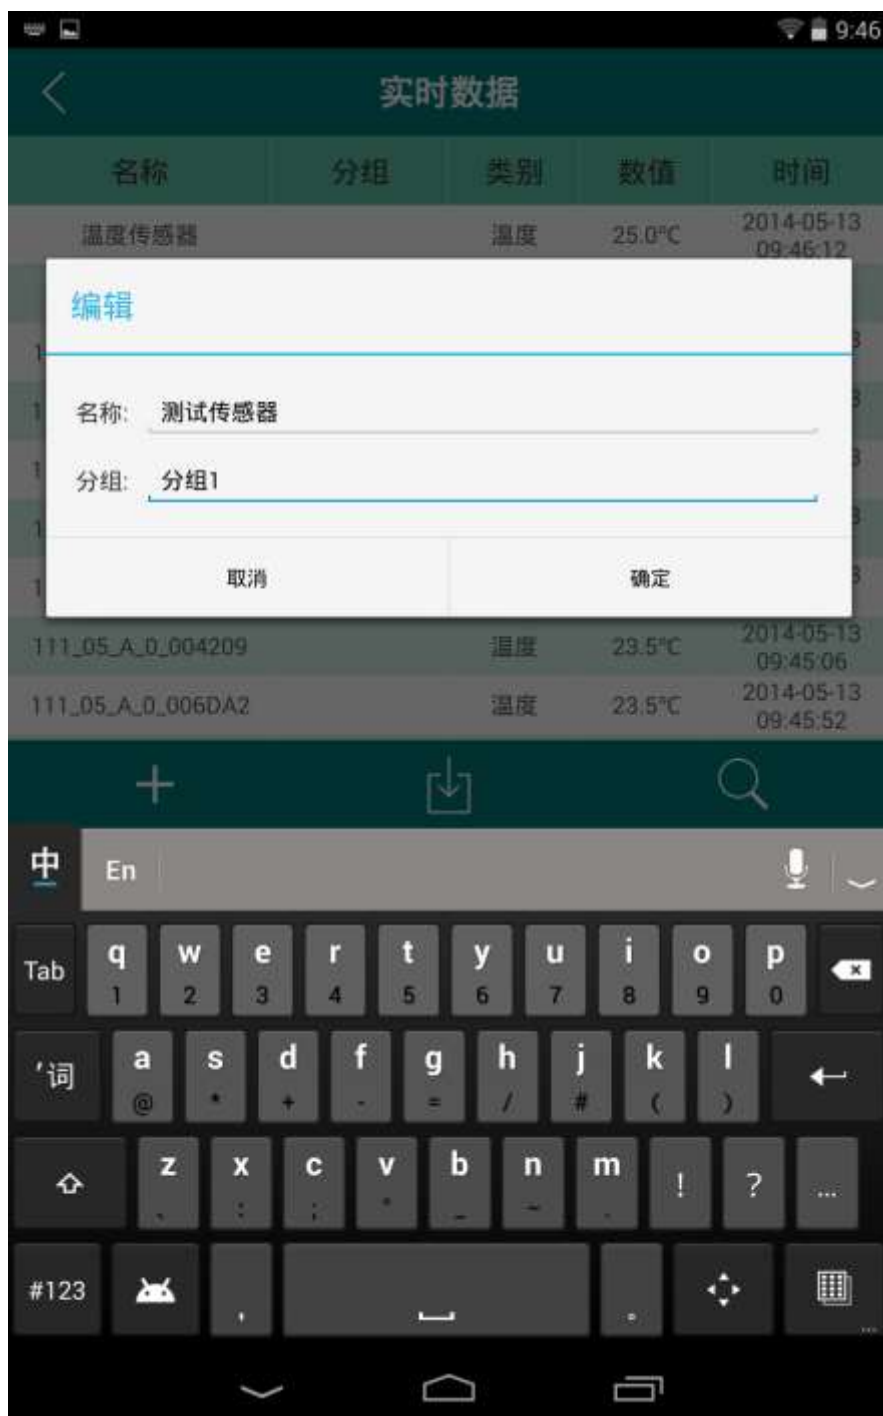 9:46
实时数据
名称 分组 类别 数值 时间
温度传感器 温度 25.0℃ 2014-05-13
09:46:12
编辑
名称: 测试传感器
分组: 分组1
取消 确定
111_05_A_0_004209 温度 23.5℃ 2014-05-13
09:45:06
111_05_A_0_006DA2 温度 23.5℃ 2014-05-13
09:45:52
中 En
Tab q w e r t y u i o p
1 2 3 4 5 6 7 8 9 0
'词 a s d f g h j k l
@ * + - = / # ( )
z x c v b n m ! ? ...
#123 , 。